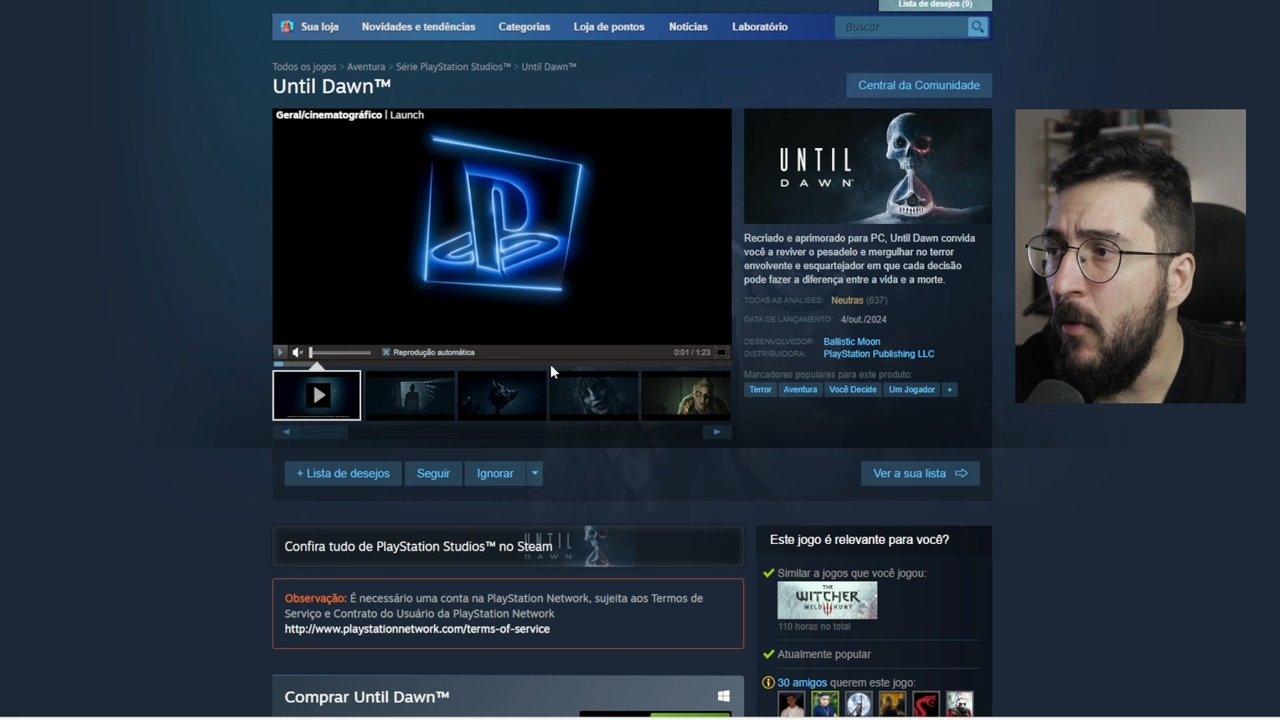 Lista de desejos (9)
Sua loja Novidades e tendências Categorias Loja de pontos Notícias Laboratório Buscar
Todos os jogos > Aventura > Série PlayStation Studios™ > Until Dawn™
Until Dawn™
Central da Comunidade
Geral/cinematográfico | Launch
UNTIL
DAWN
Recriado e aprimorado para PC, Until Dawn convida
você a reviver o pesadelo e mergulhar no terror
envolvente e esquartejador em que cada decisão
pode fazer a diferença entre a vida e a morte.
TODAS AS ANÁLISES: Neutras (637)
DATA DE LANÇAMENTO: 4/out./2024
DESENVOLVEDOR: Ballistic Moon
DISTRIBUIDORA: PlayStation Publishing LLC
Marcadores populares para este produto:
Terror Aventura Você Decide Um Jogador +
Reprodução automática 0:01 / 1:23
+ Lista de desejos Seguir Ignorar Ver a sua lista
Confira tudo de PlayStation Studios™ no Steam
UNTIL
DAWN
Observação: É necessário uma conta na PlayStation Network, sujeita aos Termos de
Serviço e Contrato do Usuário da PlayStation Network
http://www.playstationnetwork.com/terms-of-service
Comprar Until Dawn™
Este jogo é relevante para você?
Similar a jogos que você jogou:
THE
WITCHER
WILD HUNT
110 horas no total
Atualmente popular
30 amigos querem este jogo: